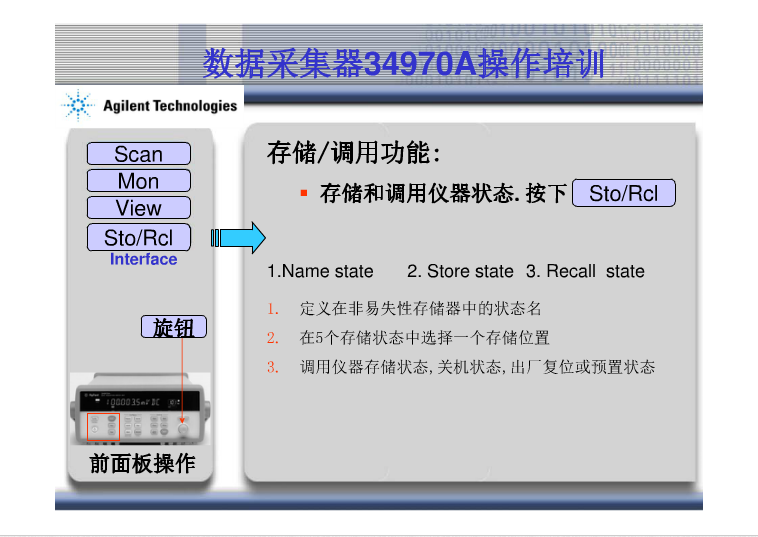 数据采集器34970A操作培训
Agilent Technologies
Scan
Mon
View
Sto/Rcl
Interface
旋钮
前面板操作
存储/调用功能:
存储和调用仪器状态.按下 Sto/Rcl
1.Name state 2. Store state 3. Recall state
1. 定义在非易失性存储器中的状态名
2. 在5个存储状态中选择一个存储位置
3. 调用仪器存储状态,关机状态,出厂复位或预置状态